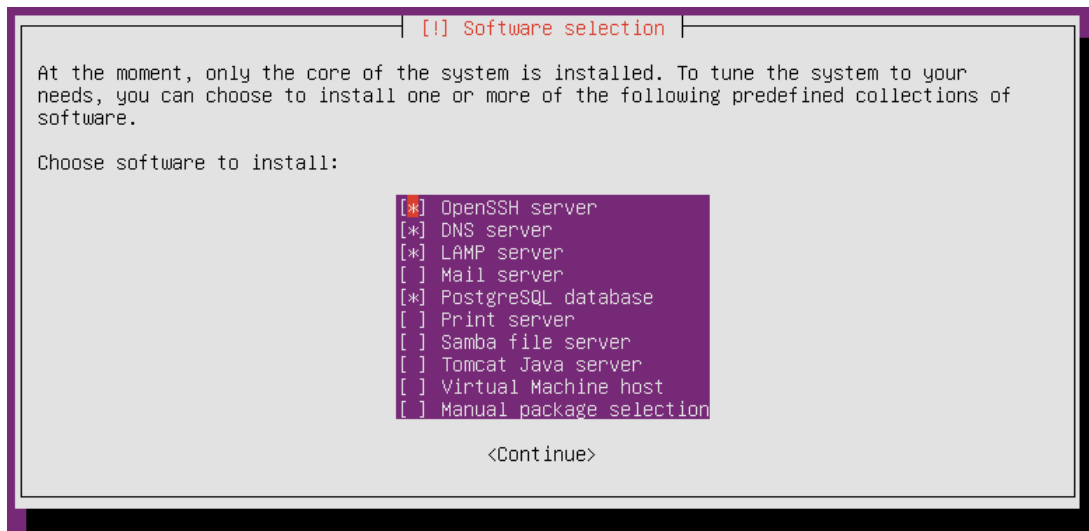 [!] Software selection
At the moment, only the core of the system is installed. To tune the system to your
needs, you can choose to install one or more of the following predefined collections of
software.
Choose software to install:
[*] OpenSSH server
[*] DNS server
[*] LAMP server
[ ] Mail server
[*] PostgreSQL database
[ ] Print server
[ ] Samba file server
[ ] Tomcat Java server
[ ] Virtual Machine host
[ ] Manual package selection
<Continue>